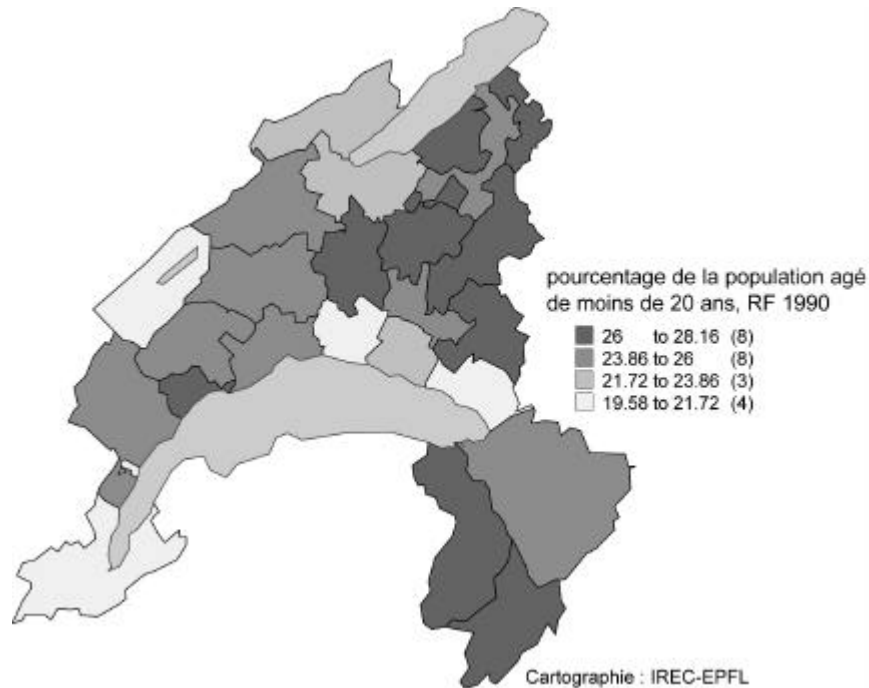 pourcentage de la population agé
de moins de 20 ans, RF 1990
26 to 28.16 (8)
23.86 to 26 (8)
21.72 to 23.86 (3)
19.58 to 21.72 (4)
Cartographie : IREC-EPFL